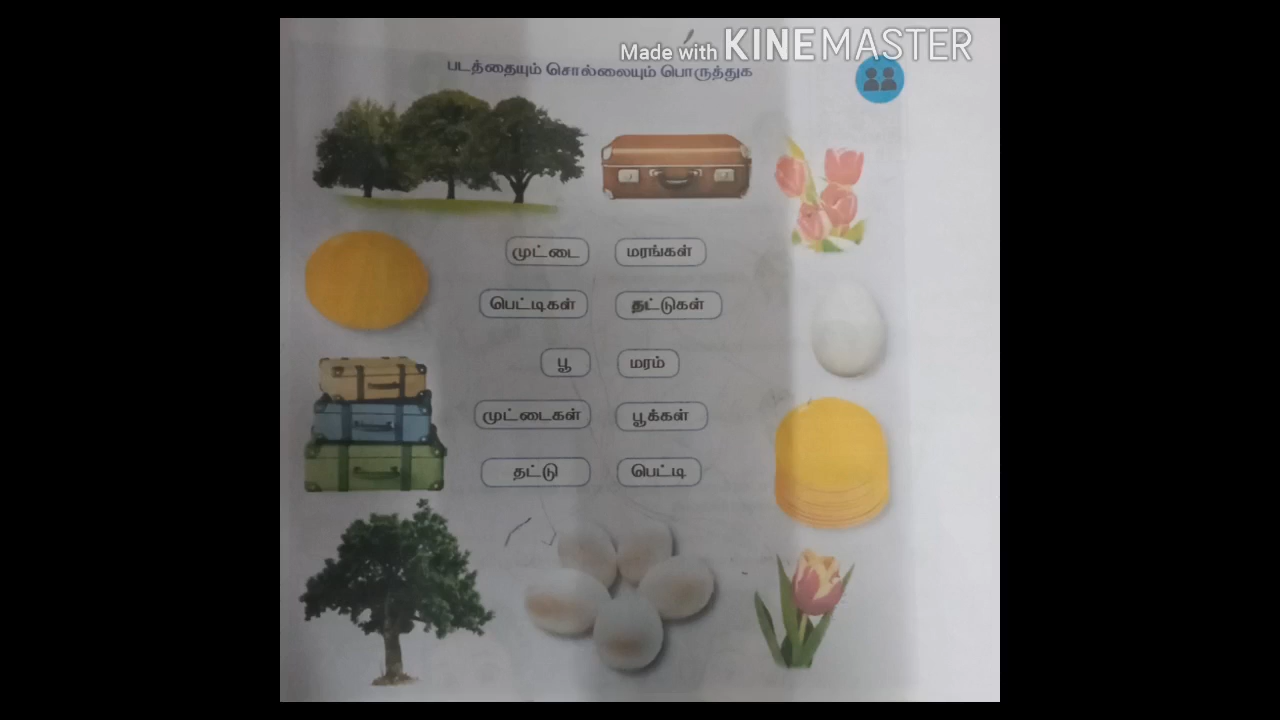 Made with KINEMASTER
படத்தையும் சொல்லையும் பொருத்துக
முட்டை மரங்கள்
பெட்டிகள் தட்டுகள்
பூ மரம்
முட்டைகள் பூக்கள்
தட்டு பெட்டி